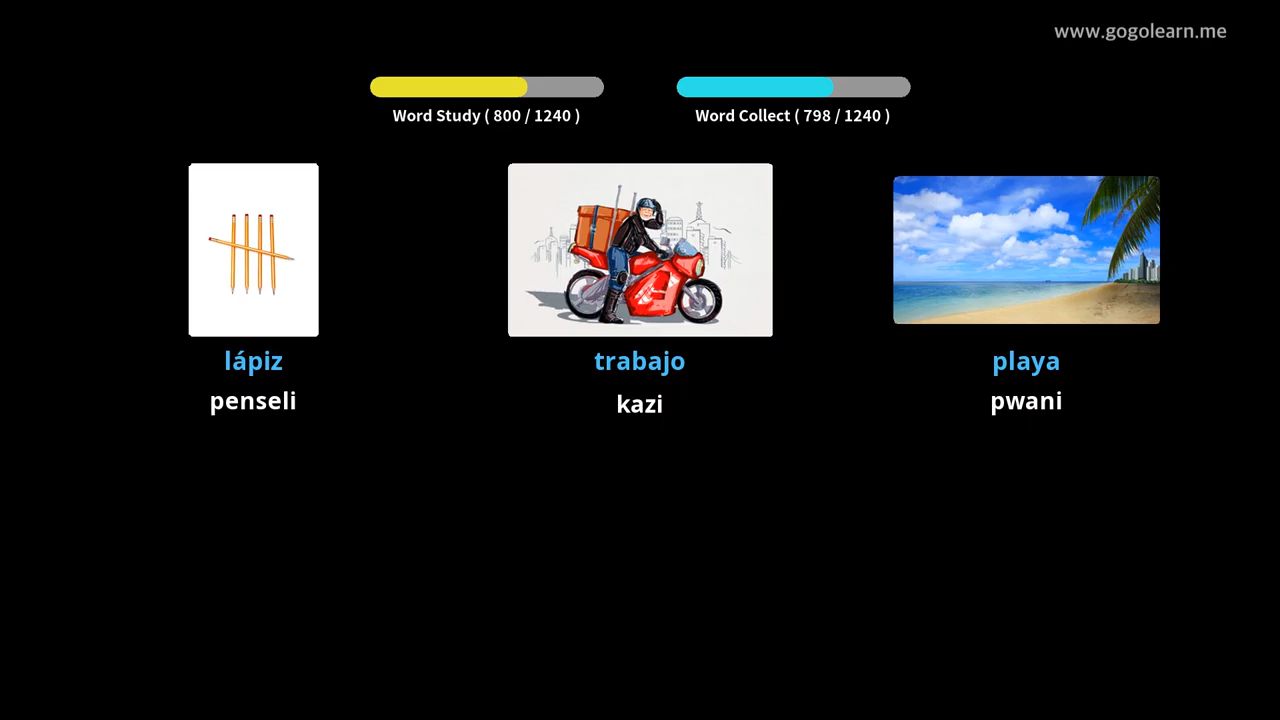 www.gogolearn.me
Word Study ( 800 / 1240 )
Word Collect ( 798 / 1240 )
lápiz
penseli
trabajo
kazi
playa
pwani